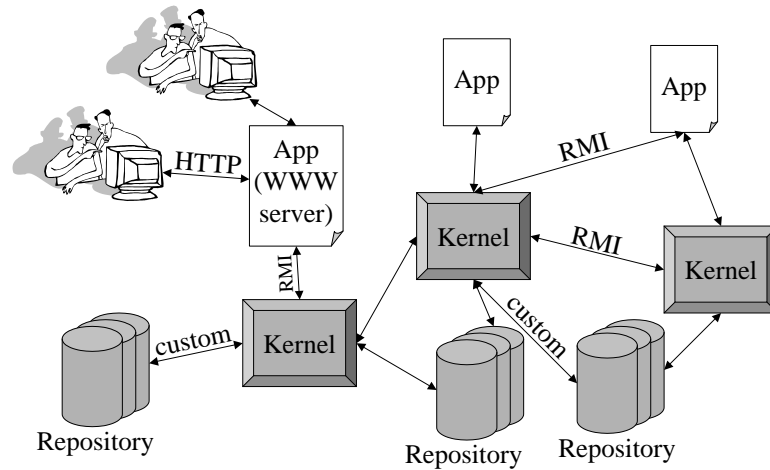 App
App
RMI
HTTP
App
(WWW
server)
Kernel
RMI
Kernel
RMI
custom
Kernel
custom
Repository
Repository
Repository